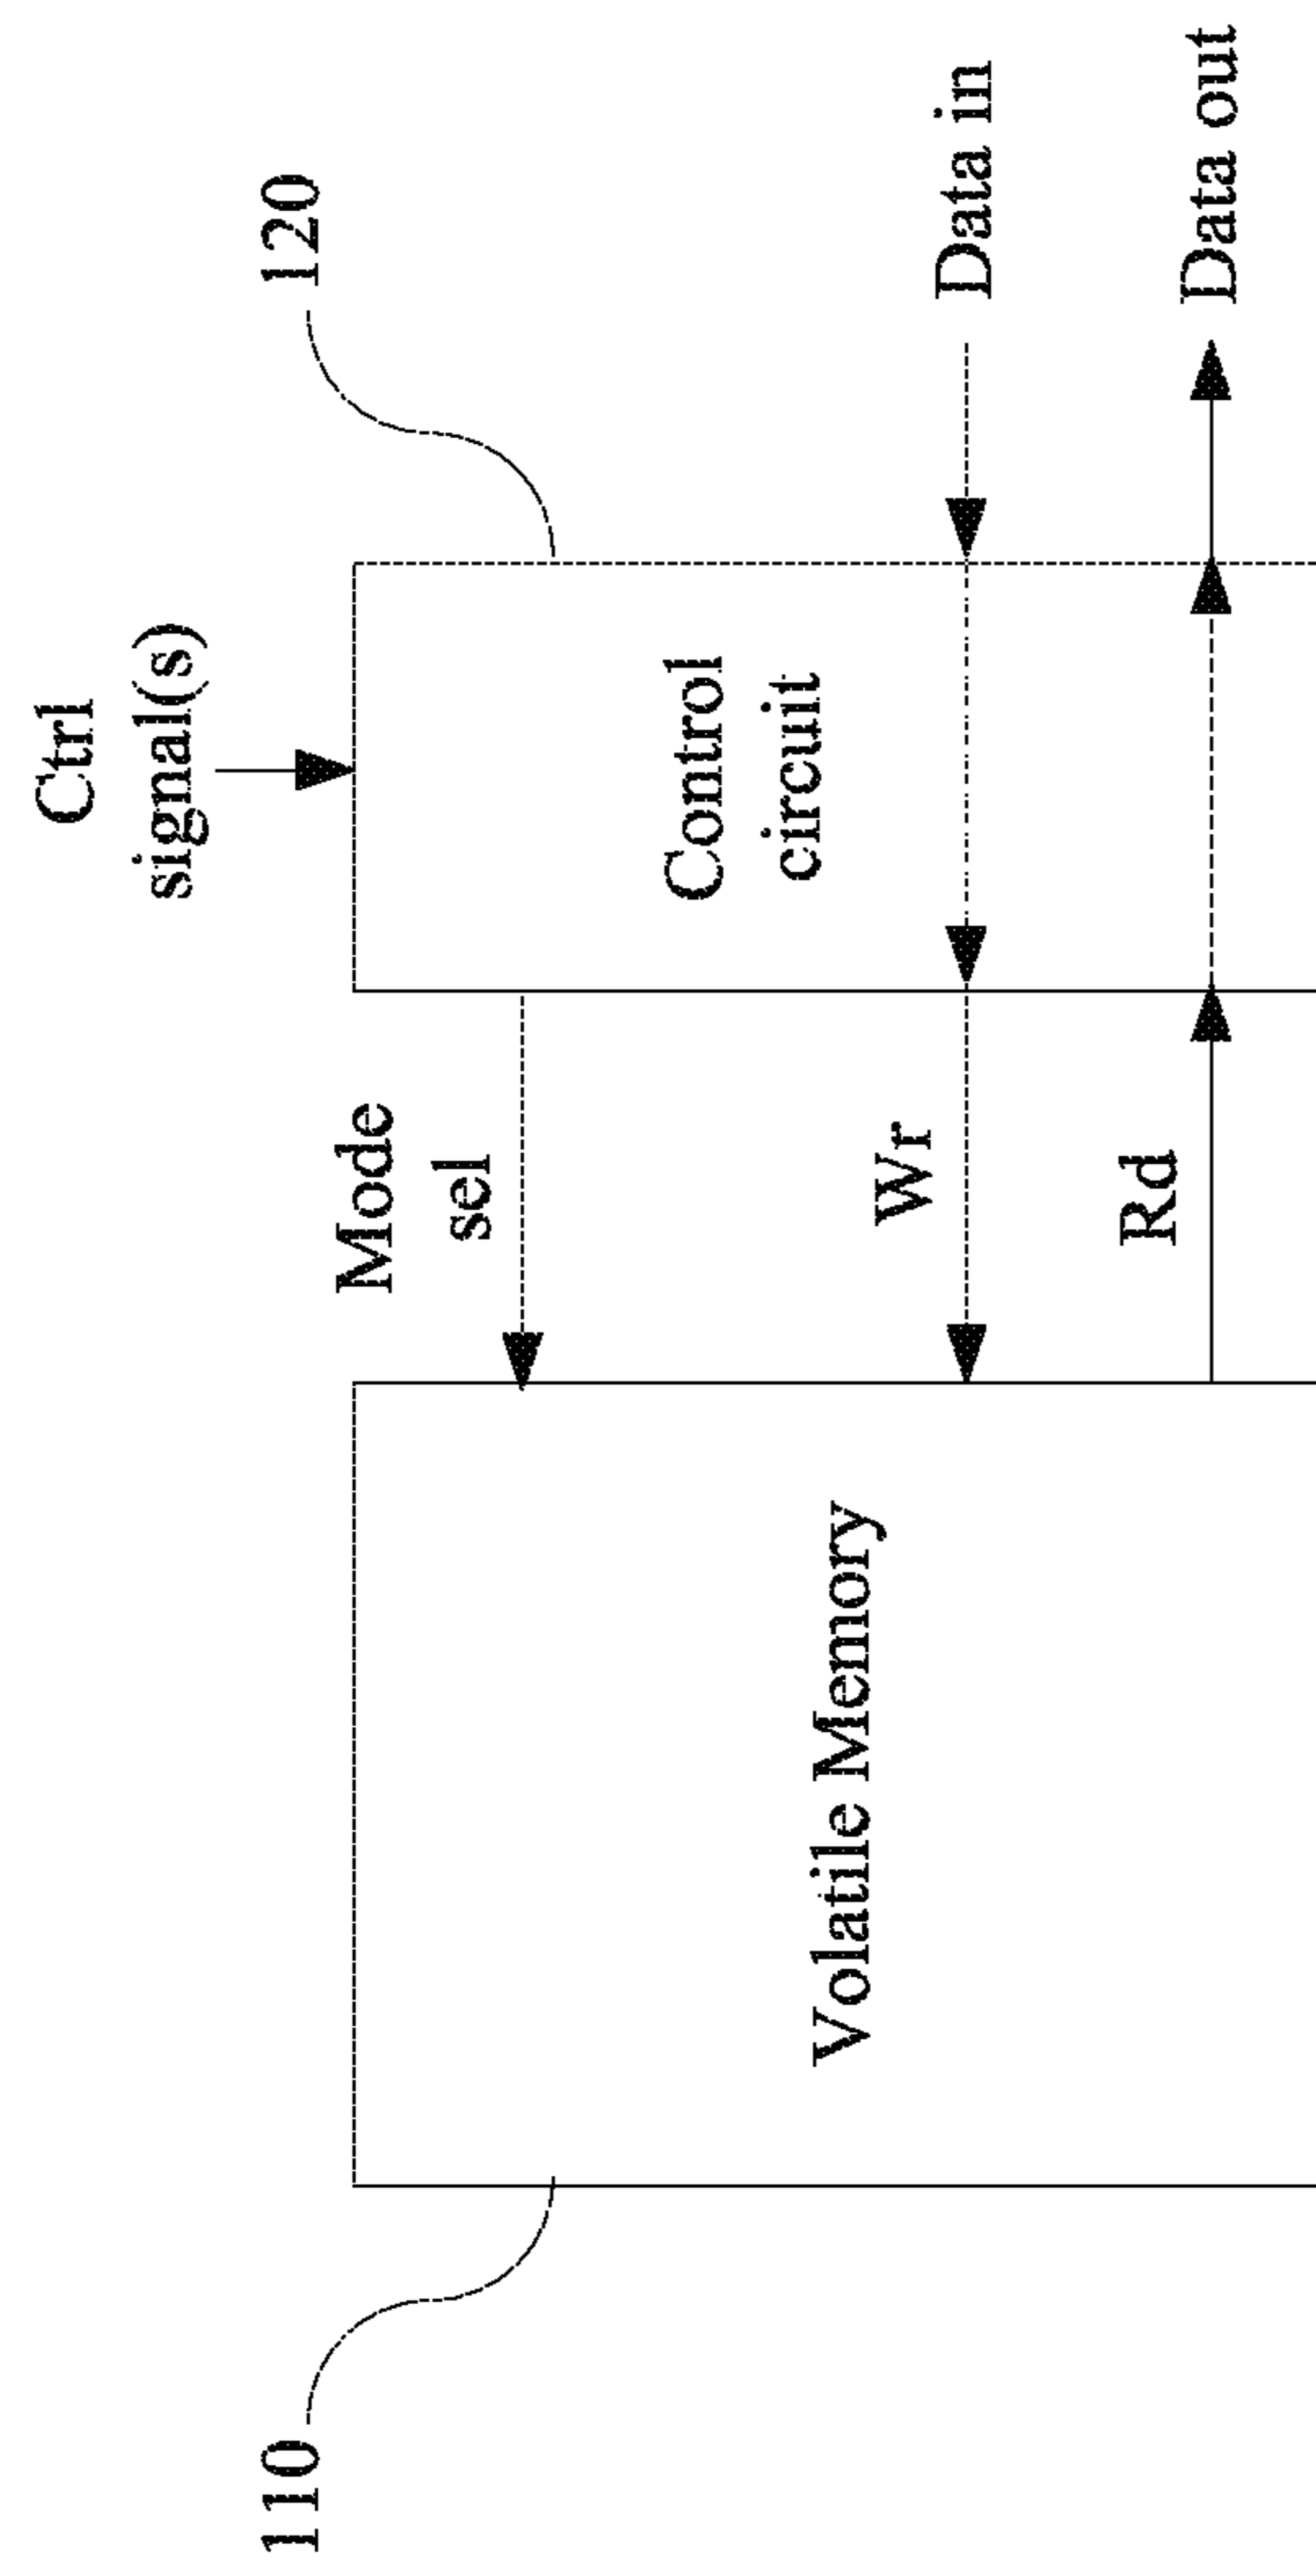 Ctrl
signal(s)
110
120
Mode
sel
Control
circuit
Volatile Memory
Wr
Data in
Rd
Data out